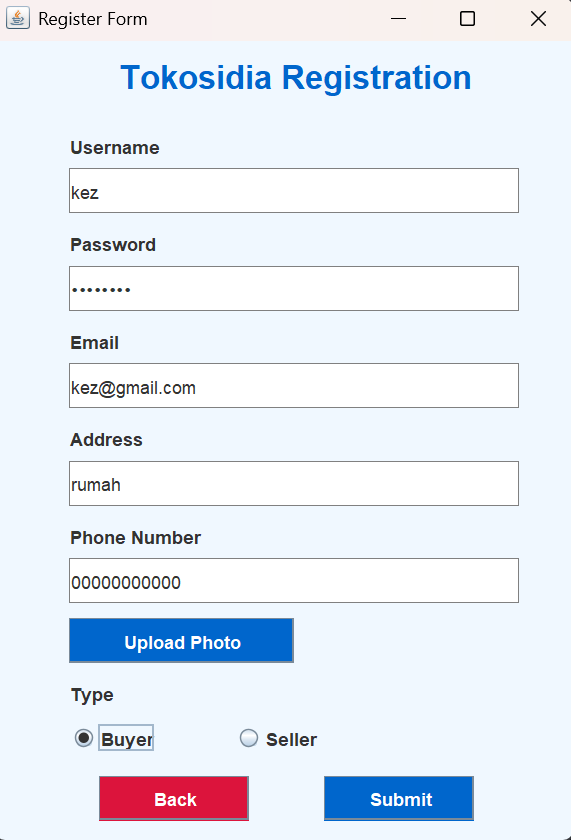 Register Form
Tokosidia Registration
Username
kez
Password
••••••••
Email
kez@gmail.com
Address
rumah
Phone Number
00000000000
Upload Photo
Type
Buyer Seller
Back Submit